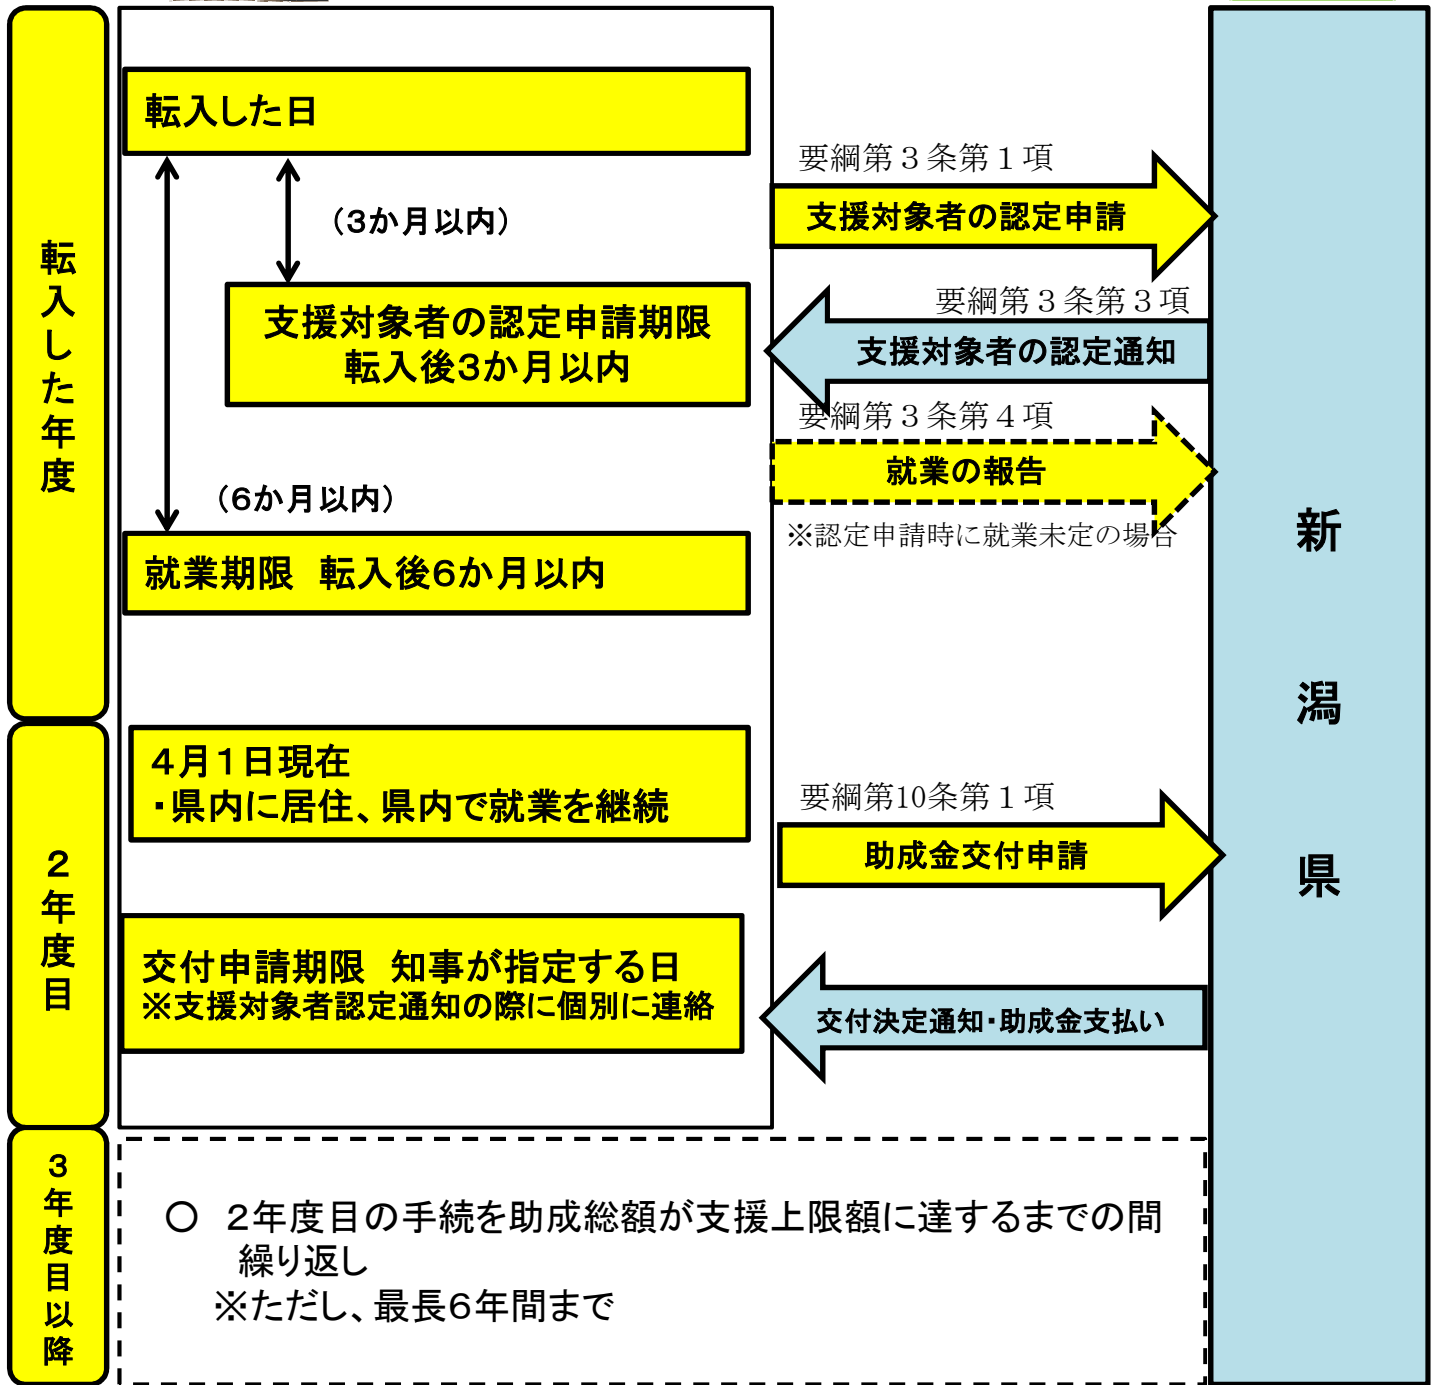 転入した年度
転入した日
(3か月以内)
支援対象者の認定申請期限
転入後3か月以内
(6か月以内)
就業期限 転入後6か月以内
要綱第３条第１項
支援対象者の認定申請
要綱第３条第３項
支援対象者の認定通知
要綱第３条第４項
就業の報告
※認定申請時に就業未定の場合
新潟県
２年度目
４月１日現在
・県内に居住、県内で就業を継続
要綱第10条第１項
助成金交付申請
交付申請期限 知事が指定する日
※支援対象者認定通知の際に個別に連絡
交付決定通知・助成金支払い
３年度目以降
○ 2年度目の手続を助成総額が支援上限額に達するまでの間
繰り返し
※ただし、最長６年間まで